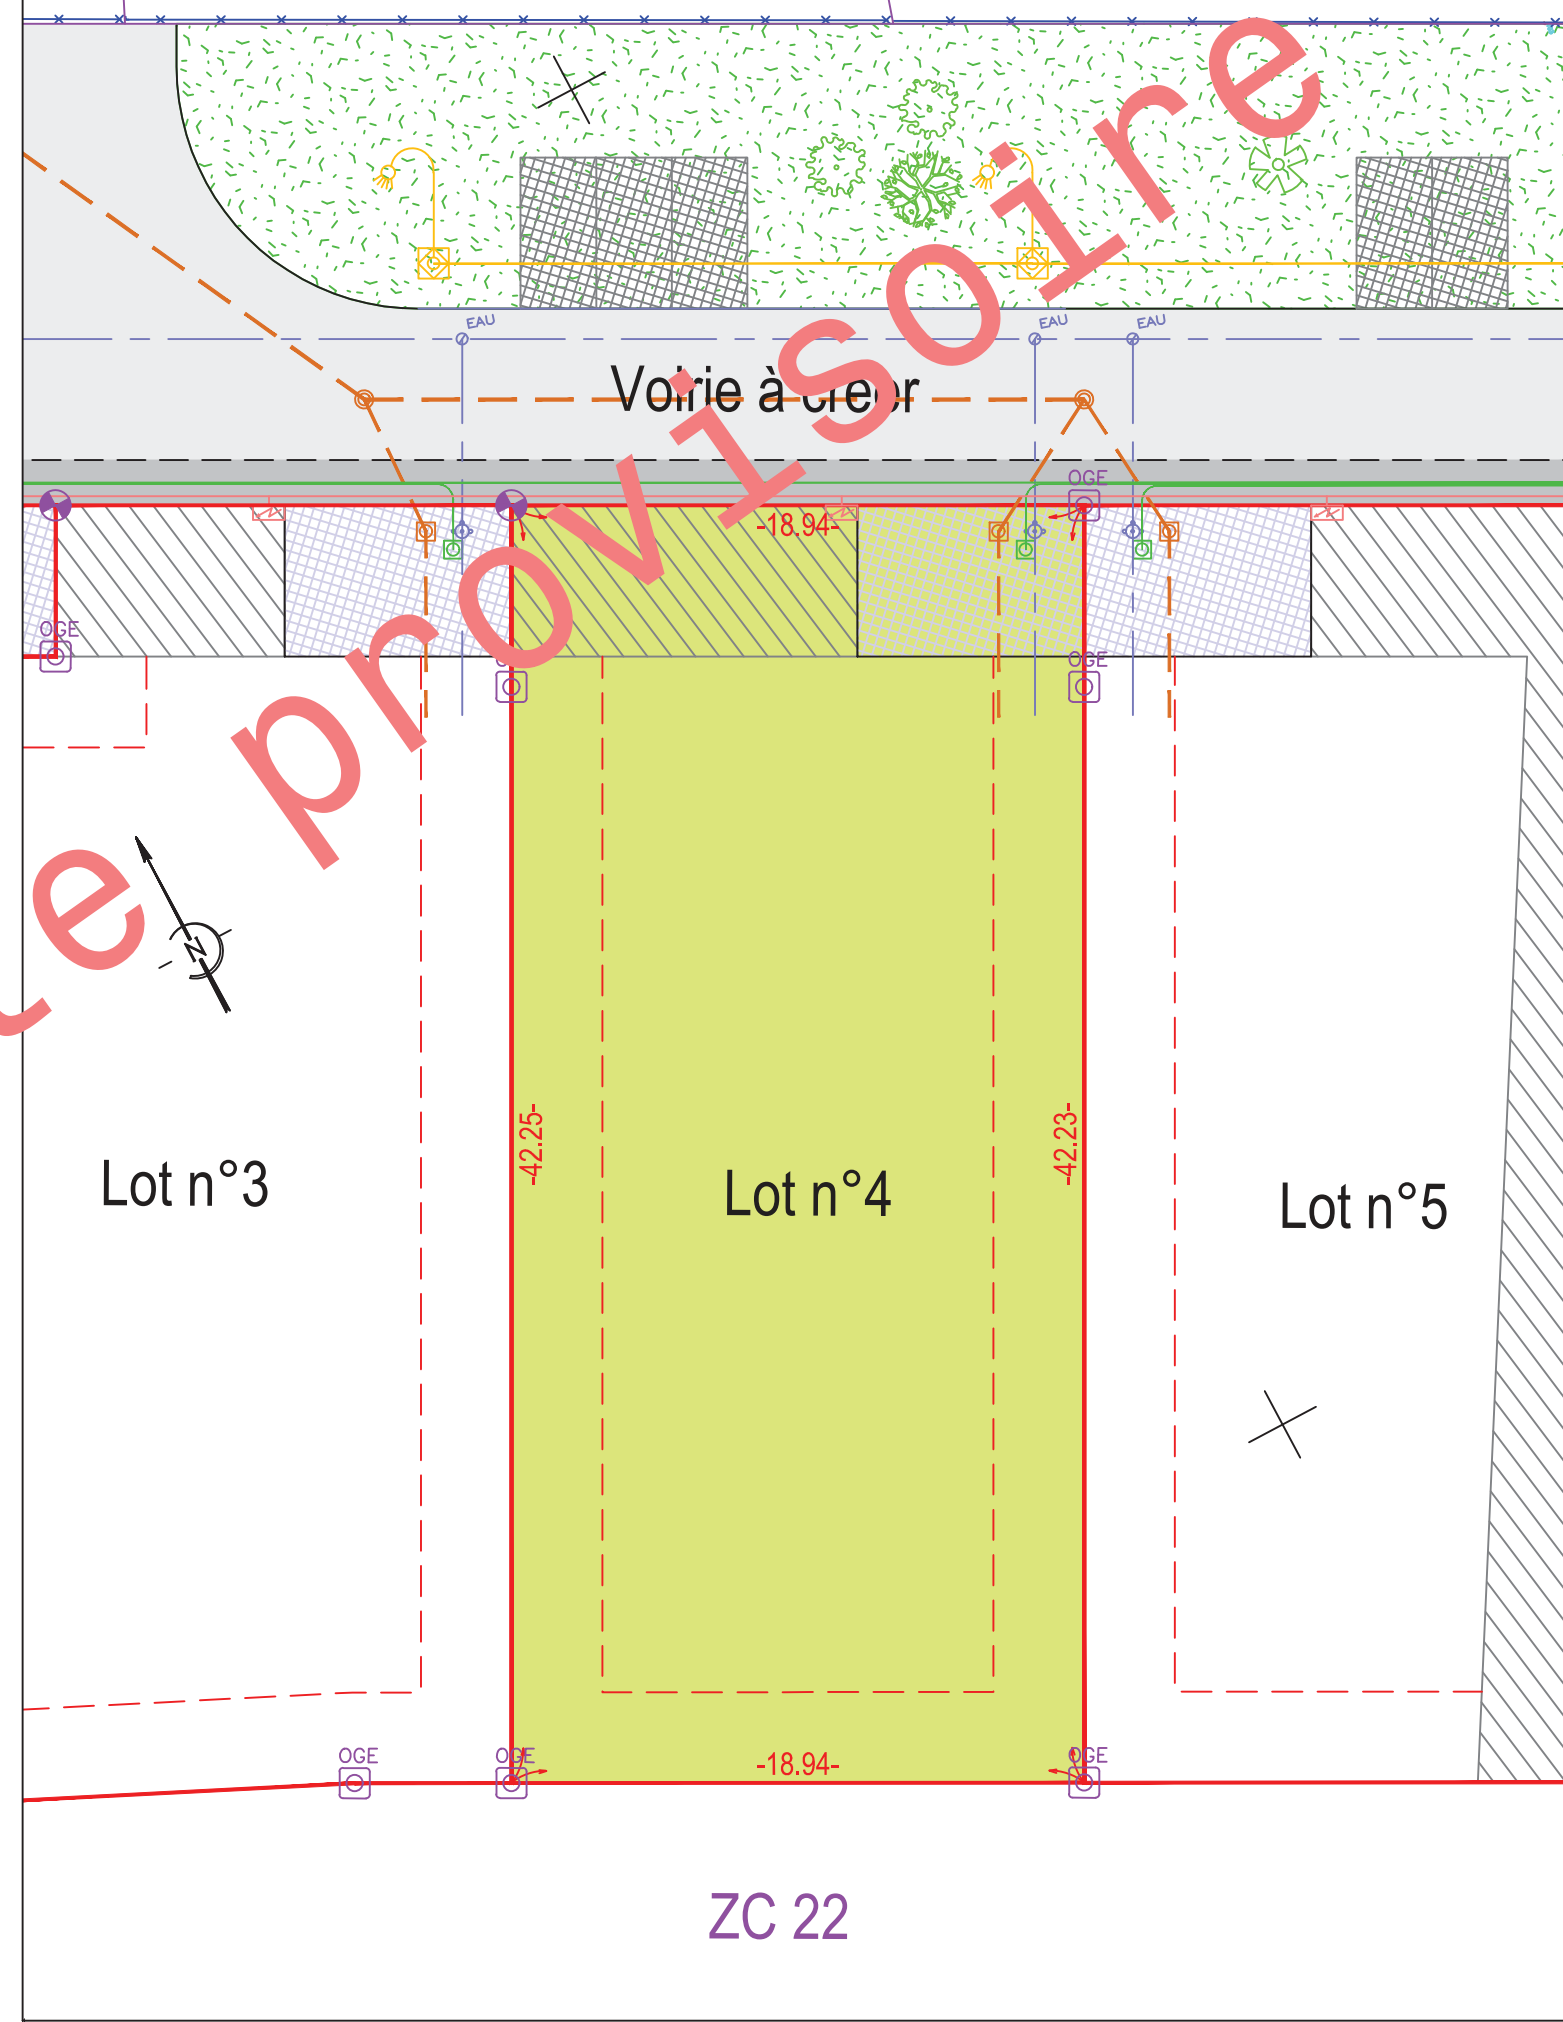 EAU
EAU
EAU
Voirie à créer
OGE
-18.94-
OGE
OGE
provisoire
N
-42.25-
-42.23-
Lot n°3
Lot n°4
Lot n°5
OGE
OGE
-18.94-
OGE
ZC 22